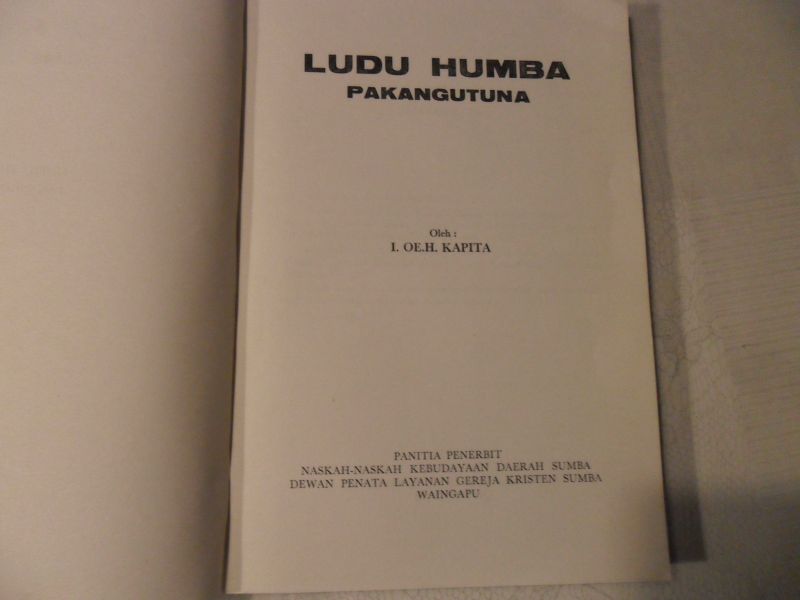 LUDU HUMBA
PAKANGUTUNA
Oleh :
I. OE.H. KAPITA
PANITIA PENERBIT
NASKAH-NASKAH KEBUDAYAAN DAERAH SUMBA
DEWAN PENATA LAYANAN GEREJA KRISTEN SUMBA
WAINGAPU